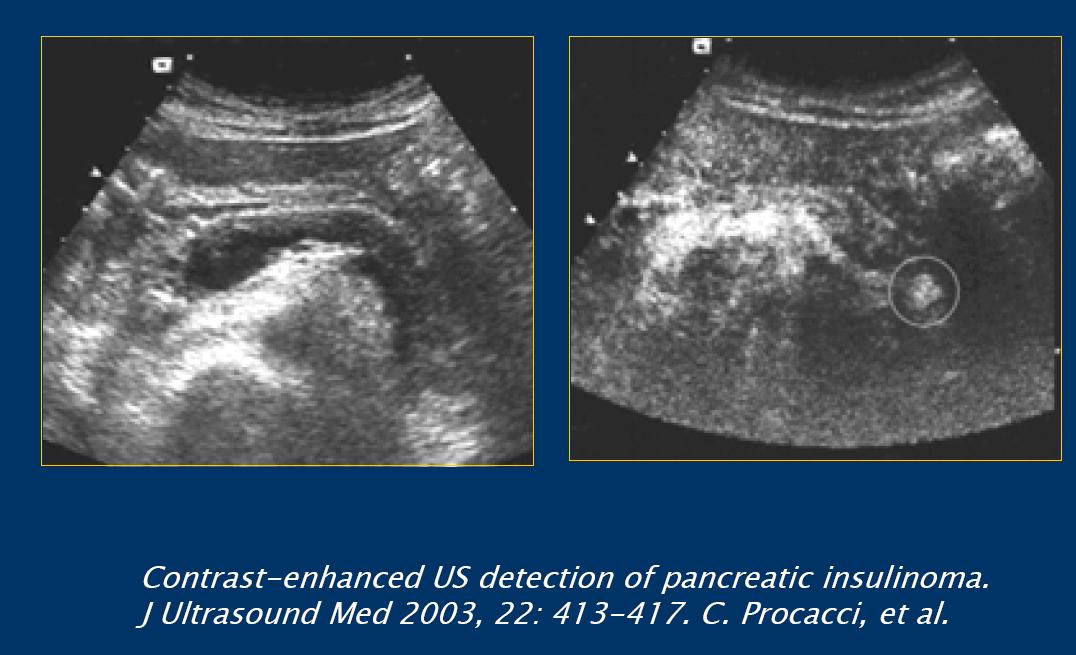 Contrast-enhanced US detection of pancreatic insulinoma.
J Ultrasound Med 2003, 22: 413-417. C. Procacci, et al.